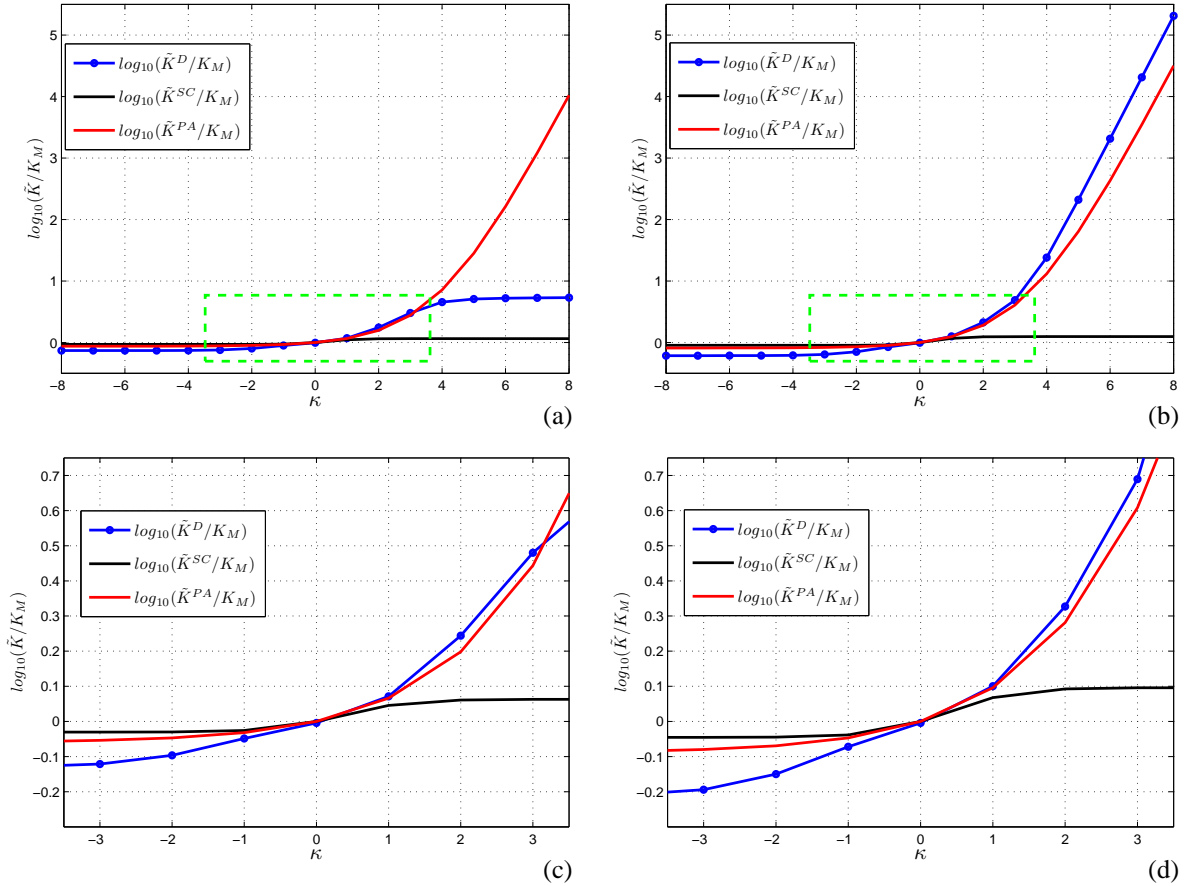 5
4
3
2
1
0
-8
-6
-4
-2
0
2
4
6
8
log₁₀(K̃/K_M)
κ
log₁₀(K̃ᴰ/K_M)
log₁₀(K̃ˢᶜ/K_M)
log₁₀(K̃ᴾᴬ/K_M)
(a)
5
4
3
2
1
0
-8
-6
-4
-2
0
2
4
6
8
log₁₀(K̃/K_M)
κ
log₁₀(K̃ᴰ/K_M)
log₁₀(K̃ˢᶜ/K_M)
log₁₀(K̃ᴾᴬ/K_M)
(b)
0.7
0.6
0.5
0.4
0.3
0.2
0.1
0
−0.1
−0.2
−3
−2
−1
0
1
2
3
log₁₀(K̃/K_M)
κ
log₁₀(K̃ᴰ/K_M)
log₁₀(K̃ˢᶜ/K_M)
log₁₀(K̃ᴾᴬ/K_M)
(c)
0.7
0.6
0.5
0.4
0.3
0.2
0.1
0
−0.1
−0.2
−3
−2
−1
0
1
2
3
log₁₀(K̃/K_M)
κ
log₁₀(K̃ᴰ/K_M)
log₁₀(K̃ˢᶜ/K_M)
log₁₀(K̃ᴾᴬ/K_M)
(d)